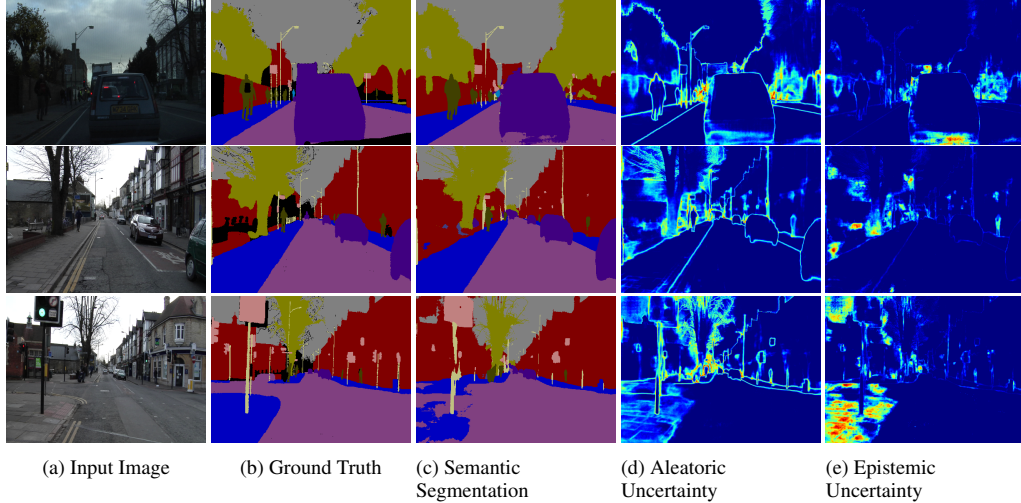 (a) Input Image
(b) Ground Truth
(c) Semantic
Segmentation
(d) Aleatoric
Uncertainty
(e) Epistemic
Uncertainty